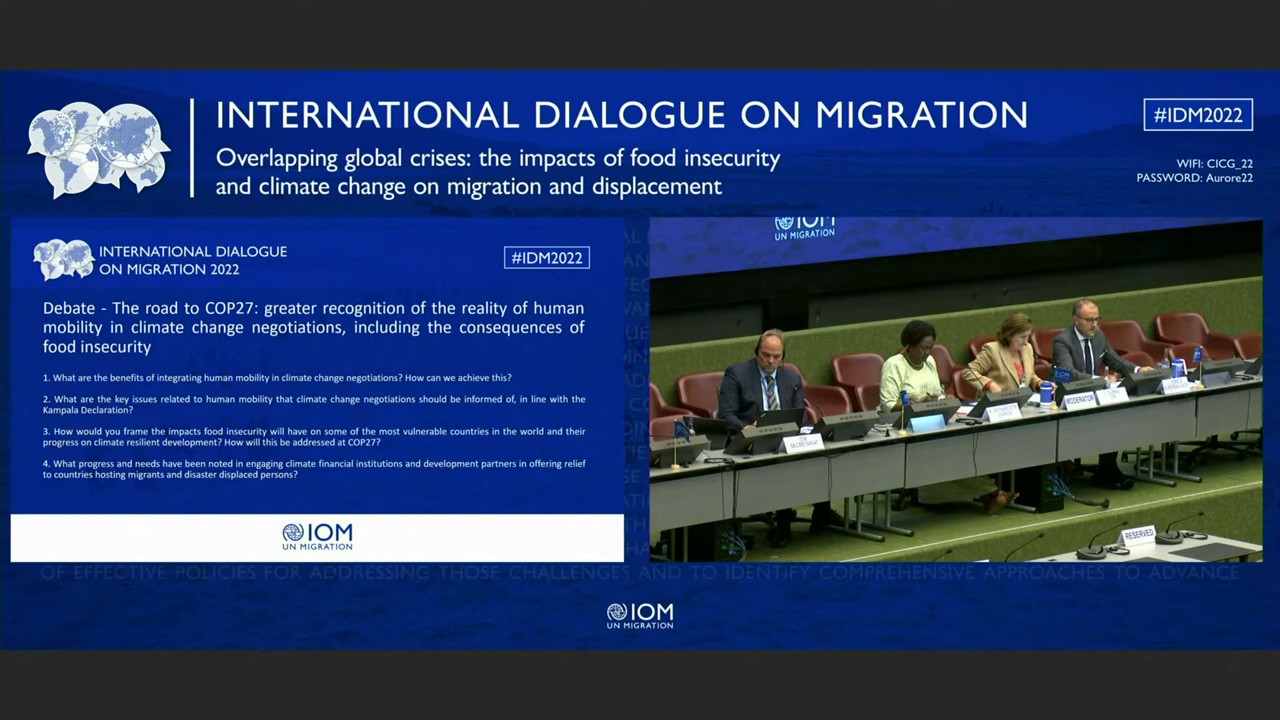 INTERNATIONAL DIALOGUE ON MIGRATION
Overlapping global crises: the impacts of food insecurity
and climate change on migration and displacement
#IDM2022
WIFI: CICG_22
PASSWORD: Aurore22
INTERNATIONAL DIALOGUE
ON MIGRATION 2022
#IDM2022
Debate - The road to COP27: greater recognition of the reality of human
mobility in climate change negotiations, including the consequences of
food insecurity
1. What are the benefits of integrating human mobility in climate change negotiations? How can we achieve this?
2. What are the key issues related to human mobility that climate change negotiations should be informed of, in line with the
Kampala Declaration?
3. How would you frame the impacts food insecurity will have on some of the most vulnerable countries in the world and their
progress on climate resilient development? How will this be addressed at COP27?
4. What progress and needs have been noted in engaging climate financial institutions and development partners in offering relief
to countries hosting migrants and disaster displaced persons?
IOM
UN MIGRATION
IOM
UN MIGRATION
IDM SECRETARIAT
MODERATOR
RESERVED
OF EFFECTIVE POLICIES FOR ADDRESSING THOSE CHALLENGES AND TO IDENTIFY COMPREHENSIVE APPROACHES TO ADVANCE
IOM
UN MIGRATION